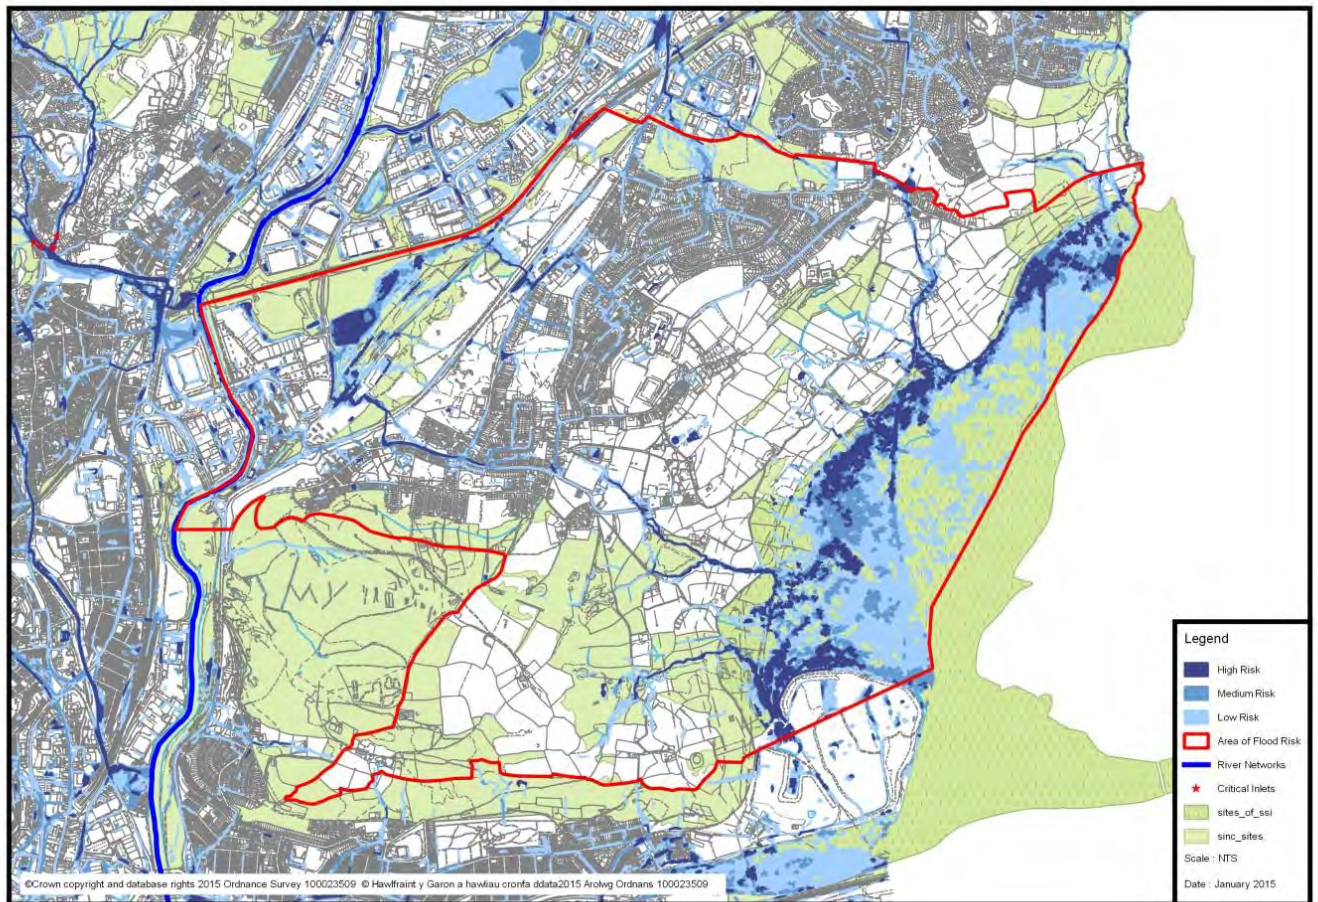 Legend
High Risk
Medium Risk
Low Risk
Area of Flood Risk
River Networks
Critical Inlets
sites_of_ssi
sinc_sites
Scale : NTS
Date : January 2015
©Crown copyright and database rights 2015 Ordnance Survey 100023509 © Hawlfraint y Garon a hawliau cronfa ddata2015 Arolwg Ordnans 100023509